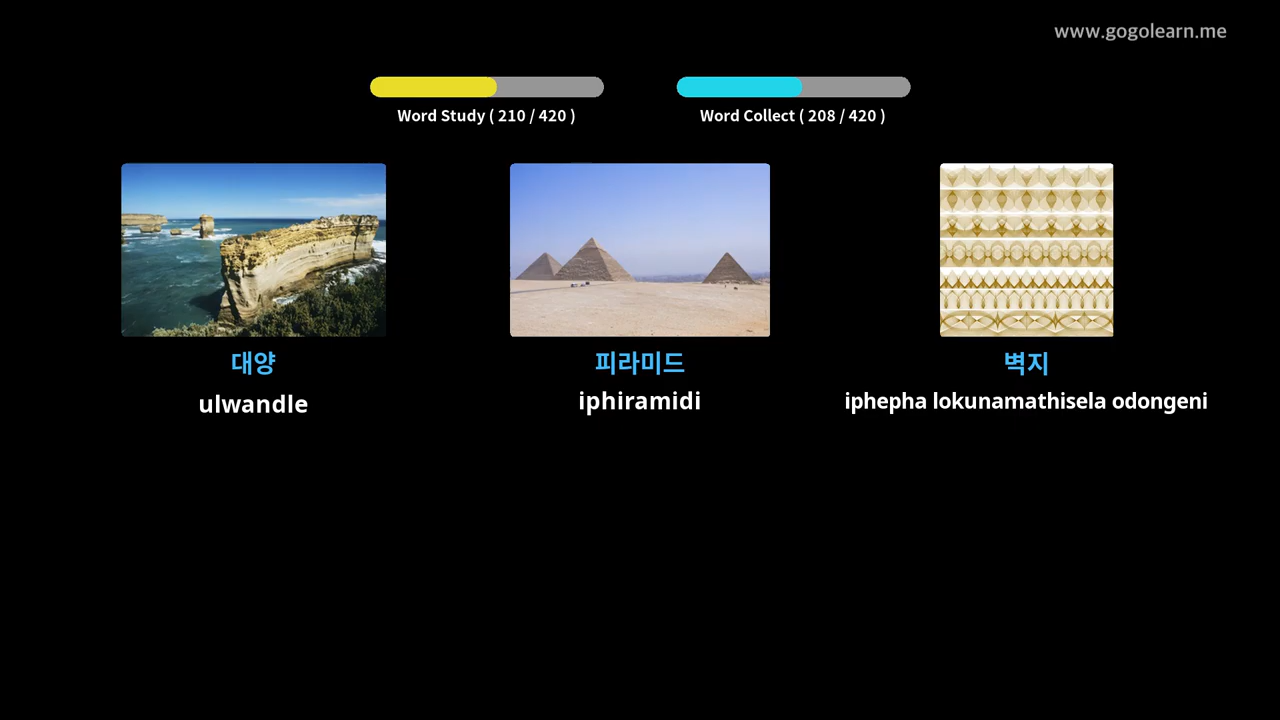 www.gogolearn.me
Word Study ( 210 / 420 )
Word Collect ( 208 / 420 )
대양
피라미드
벽지
ulwandle
iphiramidi
iphepha lokunamathisela odongeni